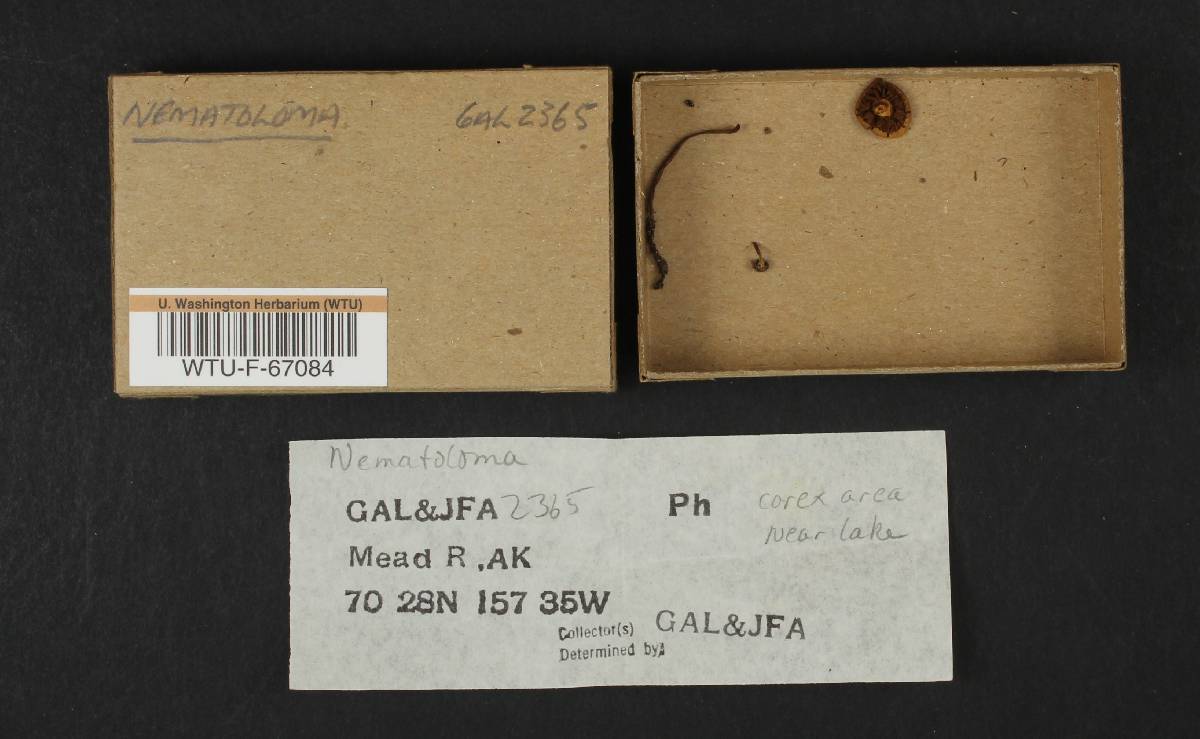 NEMATOLOMA GAL 2365
U. Washington Herbarium (WTU)
WTU-F-67084
Nematoloma
GAL&JFA 2365 Ph corex area
near lake
Mead R ,AK
70 28N 157 35W
Collector(s) GAL&JFA
Determined by